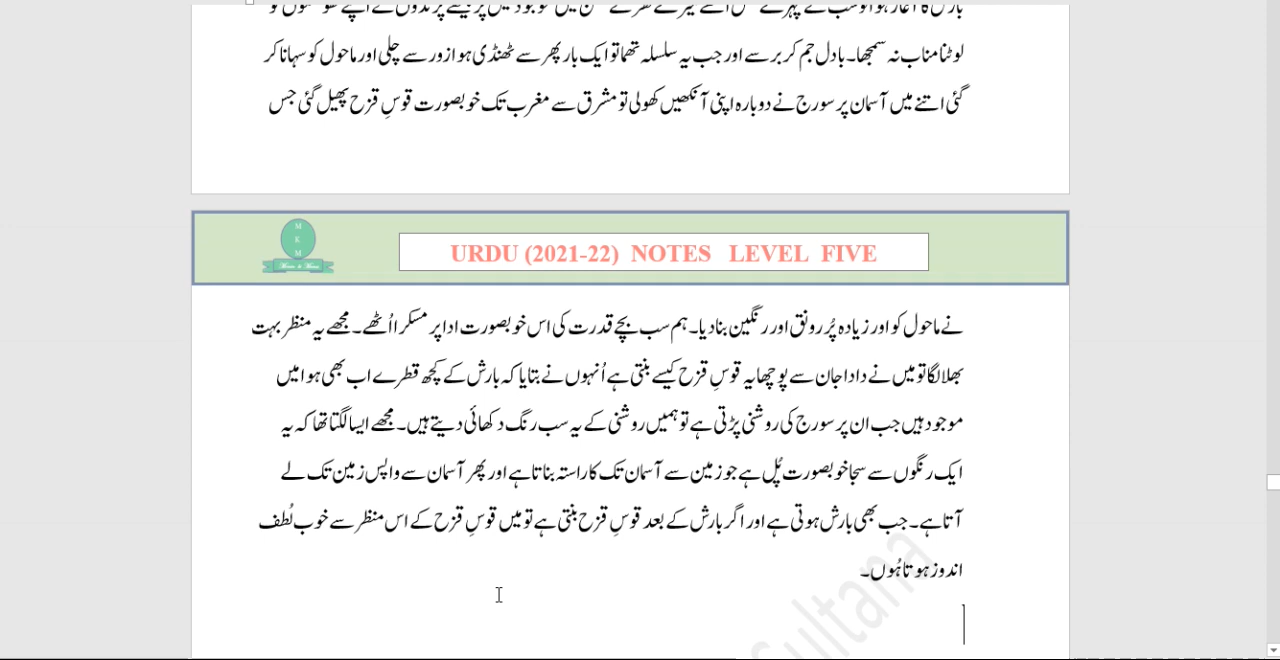 لوٹنا مناب نہ سمجھا۔ بادل جم کر برسے اور جب یہ سلسلہ تھما تو ایک بار پھر سے ٹھنڈی ہوا زور سے چلی اور ماحول کو سہانا کر
گئی اتنے میں آسمان پر سورج نے دوبارہ اپنی آنکھیں کھولی تو مشرق سے مغرب تک خوبصورت قوسِ قزح پھیل گئی جس
M
K
M
URDU (2021-22) NOTES LEVEL FIVE
نے ماحول کو اور زیادہ پُر رونق اور رنگین بنا دیا۔ ہم سب بچے قدرت کی اس خوبصورت ادا پر مسکرا اُٹھے۔ مجھے یہ منظر بہت
بھلا لگا تو میں نے دادا جان سے پوچھا یہ قوسِ قزح کیسے بنتی ہے اُنہوں نے بتایا کہ بارش کے کچھ قطرے اب بھی ہوا میں
موجود ہیں جب ان پر سورج کی روشنی پڑتی ہے تو ہمیں روشنی کے یہ سب رنگ دکھائی دیتے ہیں۔ مجھے ایسا لگتا تھا کہ یہ
ایک رنگوں سے سجا خوبصورت پُل ہے جو زمین سے آسمان تک کا راستہ بناتا ہے اور پھر آسمان سے واپس زمین تک لے
آتا ہے۔ جب بھی بارش ہوتی ہے اور اگر بارش کے بعد قوسِ قزح بنتی ہے تو میں قوسِ قزح کے اس منظر سے خوب لُطف
اندوز ہوتا ہُوں۔
Sultana